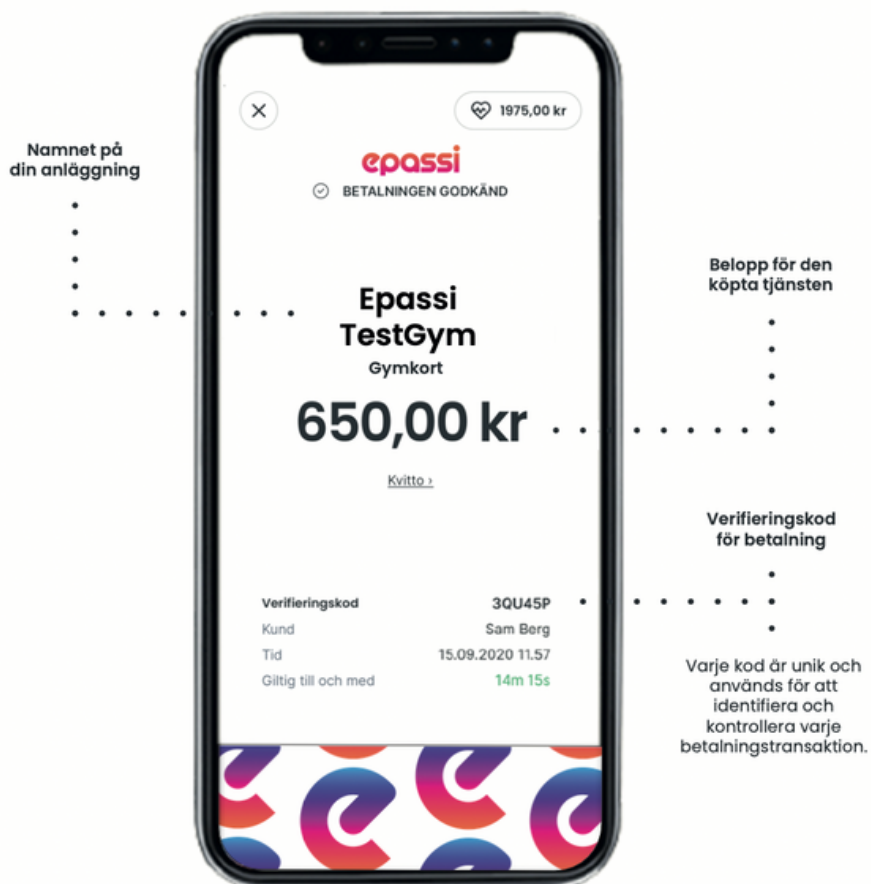 1975,00 kr
epassi
BETALNINGEN GODKÄND
Namnet på
din anläggning
Epassi
TestGym
Gymkort
650,00 kr
Kvitto ›
Belopp för den
köpta tjänsten
Verifieringskod
för betalning
Verifieringskod 3QU45P
Kund Sam Berg
Tid 15.09.2020 11.57
Giltig till och med 14m 15s
Varje kod är unik och
används för att
identifiera och
kontrollera varje
betalningstransaktion.